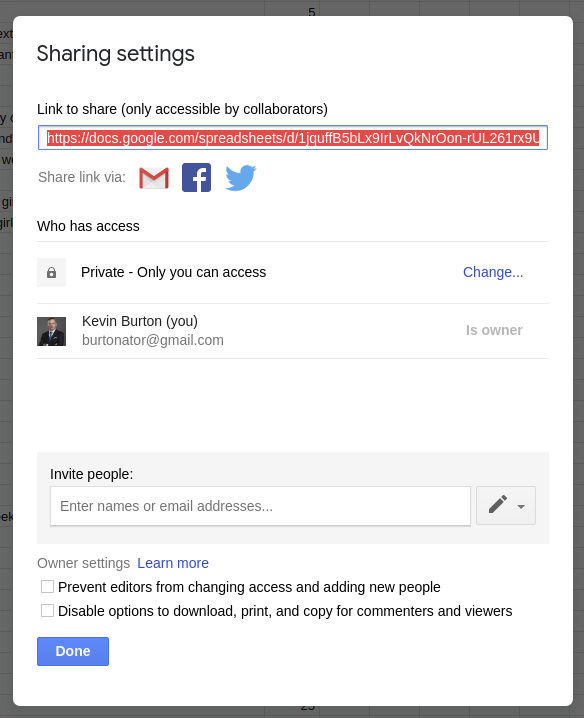 5
Sharing settings
Link to share (only accessible by collaborators)
https://docs.google.com/spreadsheets/d/1jquffB5bLx9IrLvQkNrOon-rUL261rx9U
Share link via:
Who has access
Private - Only you can access Change...
Kevin Burton (you)
burtonator@gmail.com
Is owner
Invite people:
Enter names or email addresses...
Owner settings Learn more
Prevent editors from changing access and adding new people
Disable options to download, print, and copy for commenters and viewers
Done